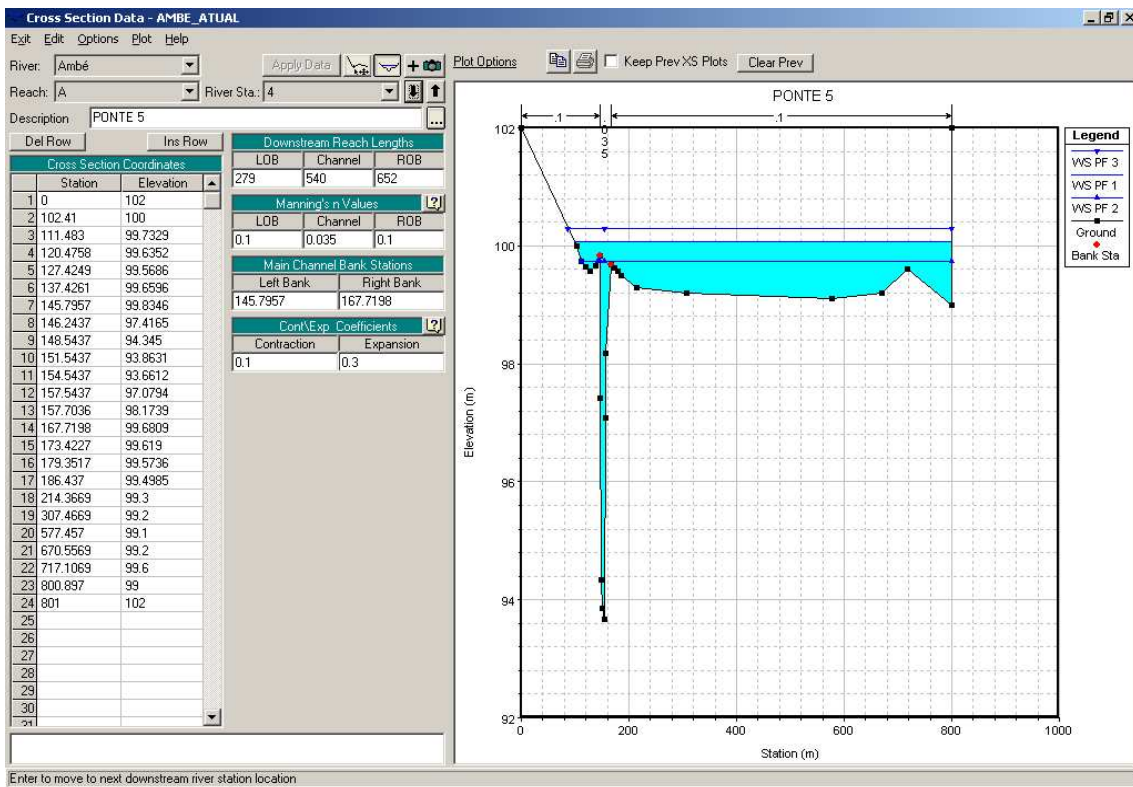 Cross Section Data - AMBE_ATUAL
Exit Edit Options Plot Help
River: Ambé Apply Data
Reach: A River Sta.: 4
Description PONTE 5 ...
Del Row Ins Row
Cross Section Coordinates
Station Elevation
1 0 102
2 102.41 100
3 111.483 99.7329
4 120.4758 99.6352
5 127.4249 99.5686
6 137.4261 99.6596
7 145.7957 99.8346
8 146.2437 97.4165
9 148.5437 94.345
10 151.5437 93.8631
11 154.5437 93.6612
12 157.5437 97.0794
13 157.7036 98.1739
14 167.7198 99.6809
15 173.4227 99.619
16 179.3517 99.5736
17 186.437 99.4985
18 214.3669 99.3
19 307.4669 99.2
20 577.457 99.1
21 670.5569 99.2
22 717.1069 99.6
23 800.897 99
24 801 102
25
26
27
28
29
30
31
Downstream Reach Lengths
LOB Channel ROB
279 540 652
Manning's n Values
LOB Channel ROB
0.1 0.035 0.1
Main Channel Bank Stations
Left Bank Right Bank
145.7957 167.7198
Cont\Exp Coefficients
Contraction Expansion
0.1 0.3
Plot Options Keep Prev XS Plots Clear Prev
PONTE 5
.1 .035 .1
102
100
98
96
94
92
Elevation (m)
0 200 400 600 800 1000
Station (m)
Legend
WS PF 3
WS PF 1
WS PF 2
Ground
Bank Sta
Enter to move to next downstream river station location